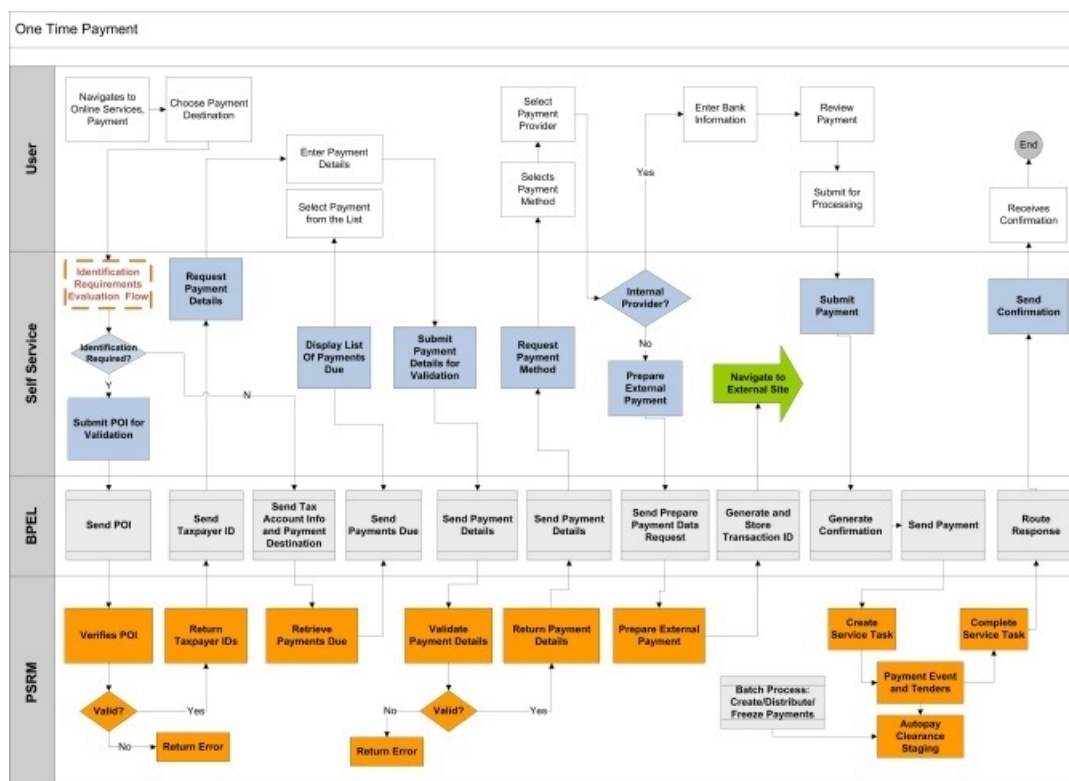 One Time Payment
User
Navigates to
Online Services,
Payment
Choose Payment
Destination
Enter Payment
Details
Select Payment
from the List
Select
Payment
Provider
Selects
Payment
Method
Yes
Enter Bank
Information
Review
Payment
Submit for
Processing
End
Receives
Confirmation
Self Service
Identification
Requirements
Evaluation Flow
Identification
Required?
Y
N
Submit POI for
Validation
Request
Payment
Details
Display List
Of Payments
Due
Submit
Payment
Details for
Validation
Request
Payment
Method
Internal
Provider?
No
Prepare
External
Payment
Navigate to
External Site
Submit
Payment
Send
Confirmation
BPEL
Send POI
Send
Taxpayer ID
Send Tax
Account Info
and Payment
Destination
Send
Payments Due
Send Payment
Details
Send Payment
Details
Send Prepare
Payment Data
Request
Generate and
Store
Transaction ID
Generate
Confirmation
Send Payment
Route
Response
PSRM
Verifies POI
Valid?
Yes
No
Return Error
Return
Taxpayer IDs
Retrieve
Payments Due
Validate
Payment Details
Valid?
No
Yes
Return Error
Return Payment
Details
Prepare External
Payment
Batch Process:
Create/Distribute/
Freeze Payments
Create
Service Task
Payment Event
and Tenders
Autopay
Clearance
Staging
Complete
Service Task